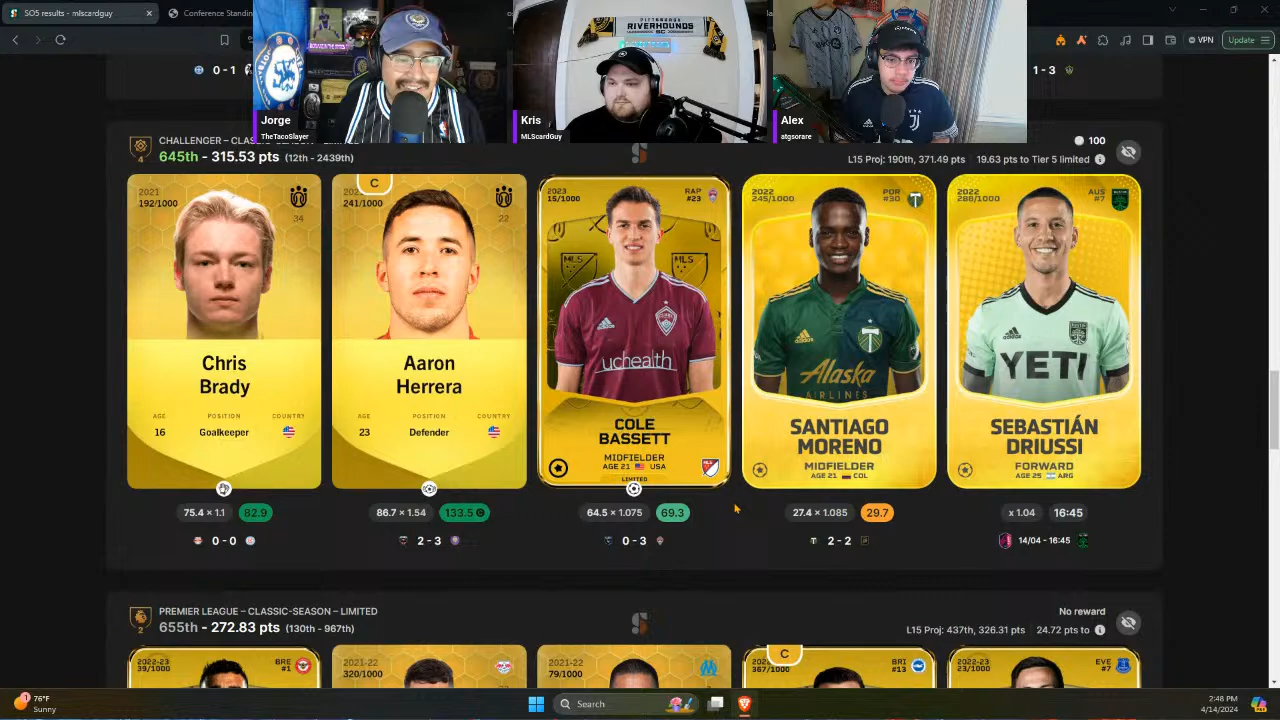 SO5 results - mlscardguy
Conference Standin
VPN
Update
PITTSBURGH
RIVERHOUNDS
SC
Jorge
TheTacoSlayer
Kris
MLScardGuy
Alex
atgsorare
0-1
1 - 3
CHALLENGER – CLAS
4
645th - 315.53 pts (12th - 2439th)
100
L15 Proj: 190th, 371.49 pts
19.63 pts to Tier 5 limited
2021
192/1000
34
Chris
Brady
AGE POSITION COUNTRY
16 Goalkeeper
C
241/1000
22
Aaron
Herrera
AGE POSITION COUNTRY
23 Defender
2023
15/1000
RAP
#23
MLS
MLS
uchealth
COLE
BASSETT
MIDFIELDER
AGE 21 USA
LIMITED
2022
245/1000
POR
#30
Alaska
AIRLINES
SANTIAGO
MORENO
MIDFIELDER
AGE 21 COL
2022
288/1000
AUS
#7
YETI
SEBASTIÁN
DRIUSSI
FORWARD
AGE 25 ARG
75.4 × 1.1 82.9
86.7 × 1.54 133.5 C
64.5 × 1.075 69.3
27.4 × 1.085 29.7
x 1.04 16:45
0 - 0
2 - 3
0 - 3
2 - 2
14/04 - 16:45
PREMIER LEAGUE – CLASSIC-SEASON – LIMITED
2
655th - 272.83 pts (130th - 967th)
No reward
L15 Proj: 437th, 326.31 pts
24.72 pts to
2022-23
39/1000
BRE
#1
2021-22
320/1000
2021-22
79/1000
C
367/1000
BRI
#13
2022-23
23/1000
EVE
#7
76°F
Sunny
Search
2:48 PM
4/14/2024